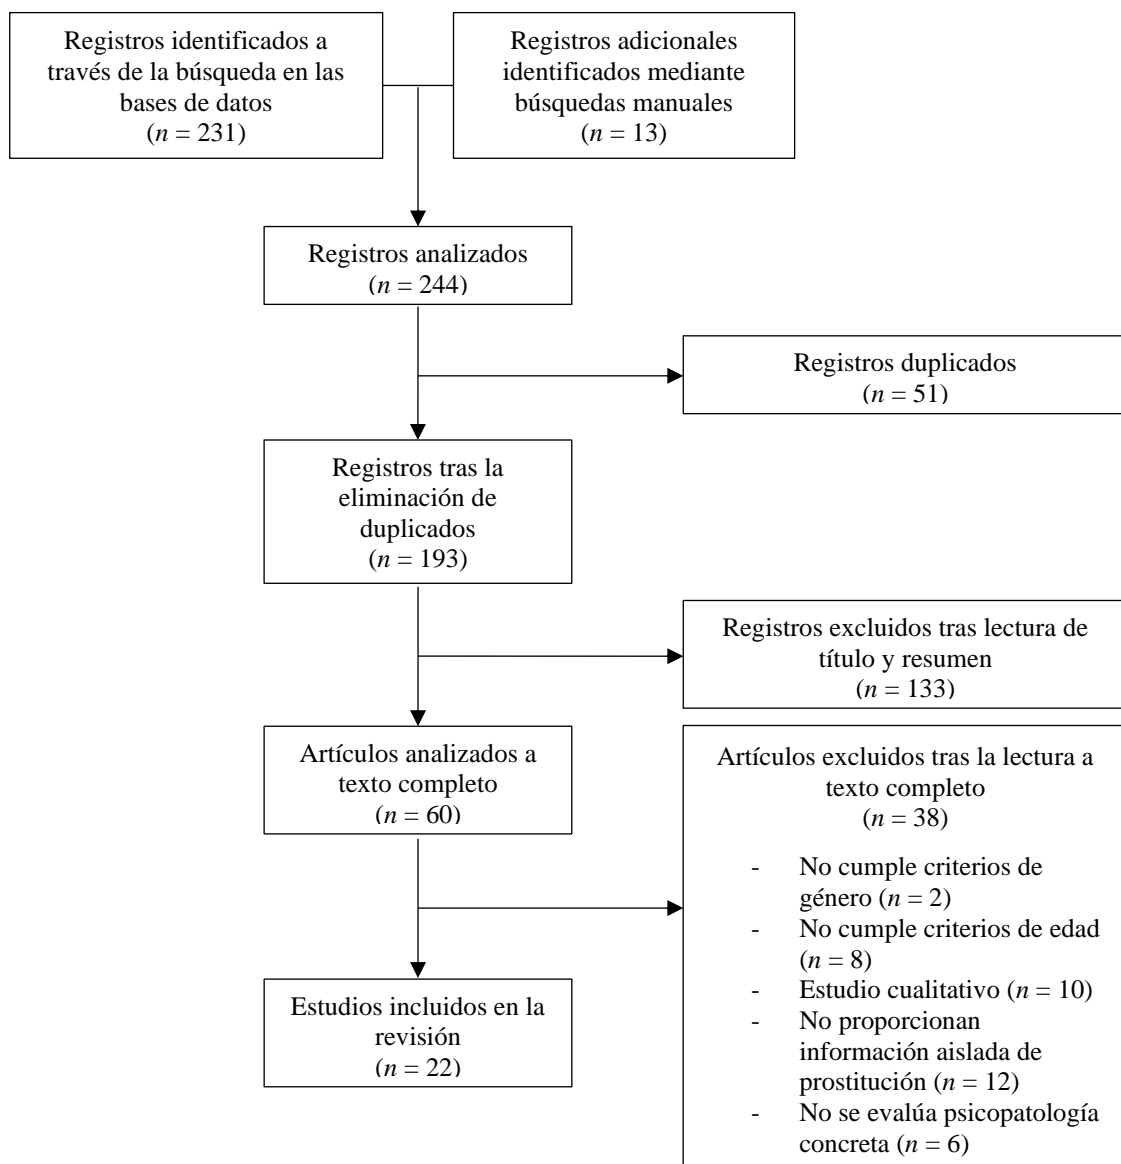 Registros identificados a
través de la búsqueda en las
bases de datos
(n = 231)
Registros adicionales
identificados mediante
búsquedas manuales
(n = 13)
Registros analizados
(n = 244)
Registros duplicados
(n = 51)
Registros tras la
eliminación de
duplicados
(n = 193)
Registros excluidos tras lectura de
título y resumen
(n = 133)
Artículos analizados a
texto completo
(n = 60)
Artículos excluidos tras la lectura a
texto completo
(n = 38)
- No cumple criterios de
género (n = 2)
- No cumple criterios de edad
(n = 8)
- Estudio cualitativo (n = 10)
- No proporcionan
información aislada de
prostitución (n = 12)
- No se evalúa psicopatología
concreta (n = 6)
Estudios incluidos en la
revisión
(n = 22)